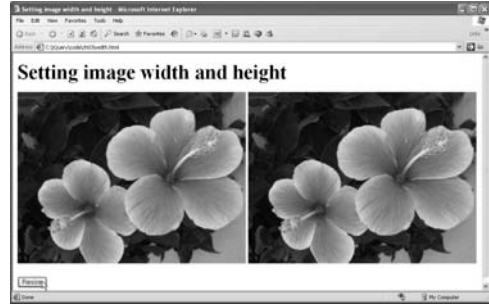 Setting image width and height - Microsoft Internet Explorer
File Edit View Favorites Tools Help
Search Favorites
Address
Setting image width and height
Done My Computer